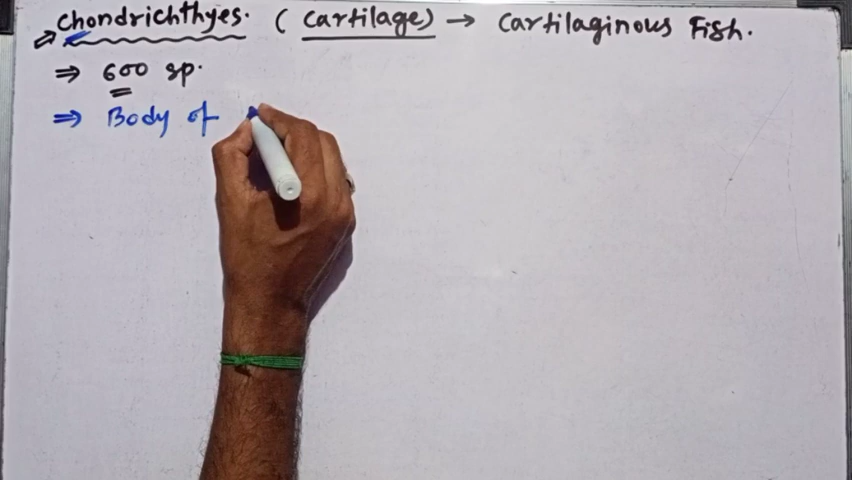 ⇒ Chondrichthyes. (Cartilage) → Cartilaginous Fish.
⇒ 600 sp.
⇒ Body of